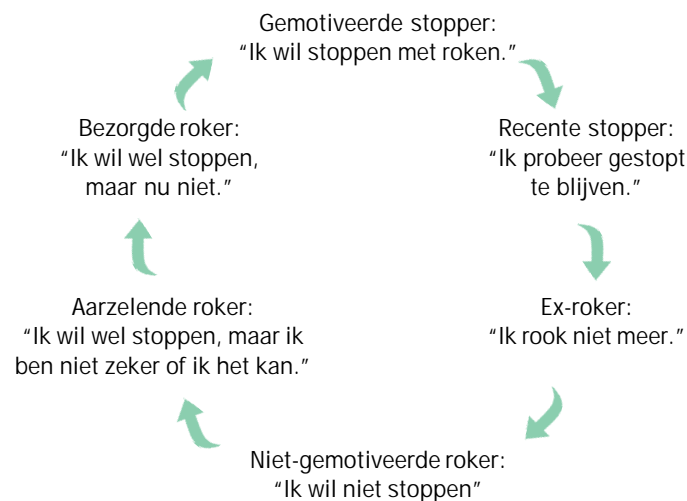 Gemotiveerde stopper:
“Ik wil stoppen met roken.”
Recente stopper:
“Ik probeer gestopt
te blijven.”
Ex-roker:
“Ik rook niet meer.”
Niet-gemotiveerde roker:
“Ik wil niet stoppen”
Aarzelende roker:
“Ik wil wel stoppen, maar ik
ben niet zeker of ik het kan.”
Bezorgde roker:
“Ik wil wel stoppen,
maar nu niet.”